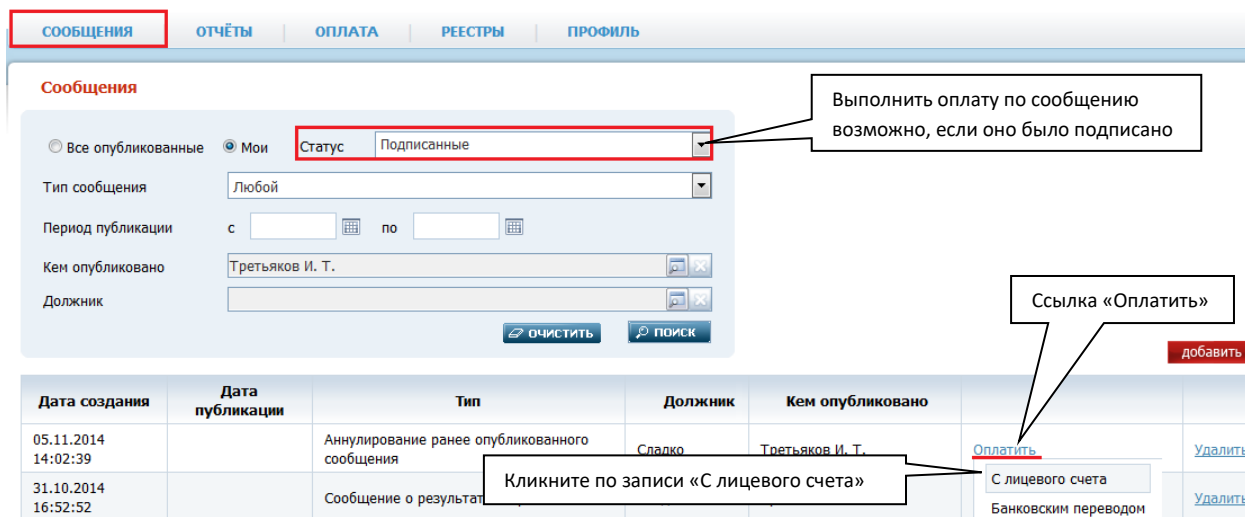 СООБЩЕНИЯ ОТЧЁТЫ ОПЛАТА РЕЕСТРЫ ПРОФИЛЬ
Сообщения
Выполнить оплату по сообщению
возможно, если оно было подписано
Все опубликованные Мои Статус Подписанные
Тип сообщения Любой
Период публикации с по
Кем опубликовано Третьяков И. Т.
Должник
Ссылка «Оплатить»
ОЧИСТИТЬ ПОИСК
добавить
Дата создания Дата публикации Тип Должник Кем опубликовано
05.11.2014
14:02:39
Аннулирование ранее опубликованного
сообщения
Сладко Третьяков И. Т. Оплатить Удалить
Кликните по записи «С лицевого счета»
С лицевого счета
31.10.2014
16:52:52
Сообщение о Удалить
Банковским переводом